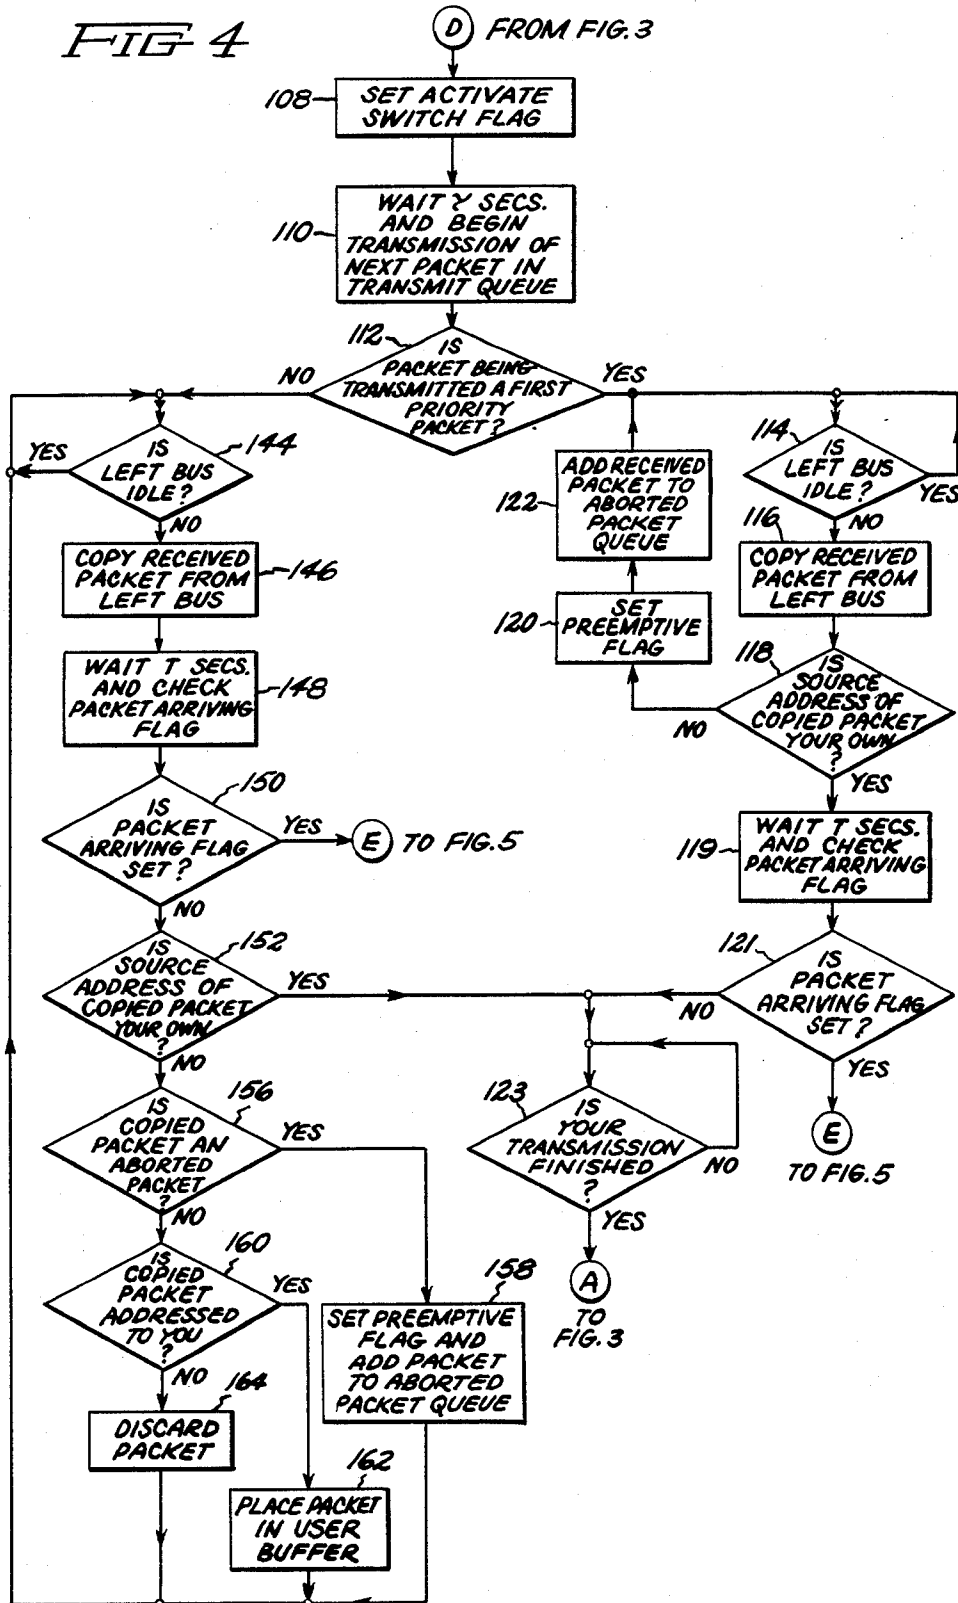 FIG 4
D FROM FIG. 3
108
SET ACTIVATE
SWITCH FLAG
110
WAIT γ SECS.
AND BEGIN
TRANSMISSION OF
NEXT PACKET IN
TRANSMIT QUEUE
112
IS
PACKET BEING
TRANSMITTED A FIRST
PRIORITY
PACKET?
NO
YES
144
IS
LEFT BUS
IDLE?
YES
NO
146
COPY RECEIVED
PACKET FROM
LEFT BUS
148
WAIT T SECS.
AND CHECK
PACKET ARRIVING
FLAG
150
IS
PACKET
ARRIVING FLAG
SET?
YES
E TO FIG. 5
NO
152
IS
SOURCE
ADDRESS OF
COPIED PACKET
YOUR OWN
?
YES
NO
156
IS
COPIED
PACKET AN
ABORTED
PACKET
?
YES
NO
160
IS
COPIED
PACKET
ADDRESSED
TO YOU
?
YES
NO
164
DISCARD
PACKET
162
PLACE PACKET
IN USER
BUFFER
158
SET PREEMPTIVE
FLAG AND
ADD PACKET
TO ABORTED
PACKET QUEUE
122
ADD RECEIVED
PACKET TO
ABORTED
PACKET
QUEUE
120
SET
PREEMPTIVE
FLAG
114
IS
LEFT BUS
IDLE?
YES
NO
116
COPY RECEIVED
PACKET FROM
LEFT BUS
118
IS
SOURCE
ADDRESS OF
COPIED PACKET
YOUR OWN
?
NO
YES
119
WAIT T SECS.
AND CHECK
PACKET ARRIVING
FLAG
121
IS
PACKET
ARRIVING FLAG
SET?
NO
YES
E
TO FIG. 5
123
IS
YOUR
TRANSMISSION
FINISHED
?
NO
YES
A
TO
FIG. 3